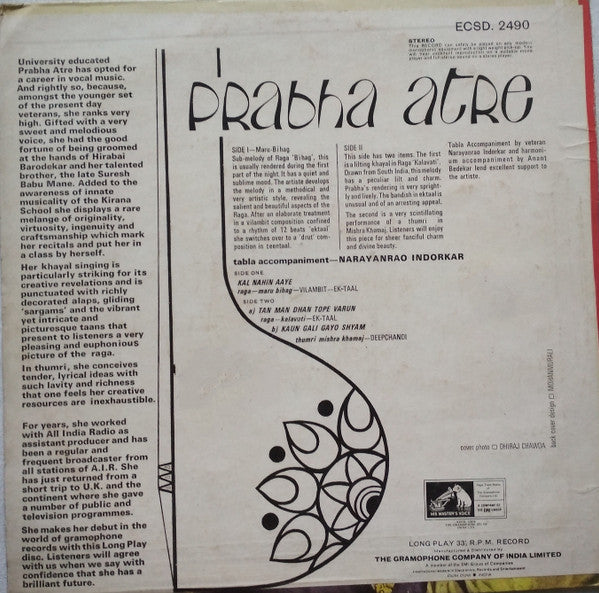 ECSD. 2490
STEREO
This RECORD can safely be played on any modern
University educated
Prabha Atre has opted for
a career in vocal music.
And rightly so, because,
amongst the younger set
of the present day
veterans, she ranks very
high. Gifted with a very
sweet and melodious
voice, she had the good
fortune of being groomed
at the hands of Hirabai
Barodekar and her talented
brother, the late Suresh
Babu Mane. Added to the
awareness of innate
musicality of the Kirana
School she displays a rare
melange of originality,
virtuosity, ingenuity and
craftsmanship which mark
her recitals and put her in
a class by herself.
Her khayal singing is
particularly striking for its
creative revelations and is
punctuated with richly
decorated alaps, gliding
'sargams' and the vibrant
yet intricate and
picturesque taans that
present to listeners a very
pleasing and euphonious
picture of the raga.
In thumri, she conceives
tender, lyrical ideas with
such lavity and richness
that one feels her creative
resources are inexhaustible.
For years, she worked
with All India Radio as
assistant producer and has
been a regular and
frequent broadcaster from
all stations of A.I.R. She
has just returned from a
short trip to U.K. and the
continent where she gave
a number of public and
television programmes.
She makes her debut in the
world of gramophone
records with this Long Play
disc. Listeners will agree
with us when we say with
confidence that she has a
brilliant future.
Prabha atre
SIDE I—Maru-Bihag
Sub-melody of Raga 'Bihag', this
is usually rendered during the first
part of the night. It has a quiet and
sublime mood. The artiste develops
the melody in a methodical and
very artistic style, revealing the
salient and beautiful aspects of the
Raga. After an elaborate treatment
in a vilambit composition confined
to a rhythm of 12 beats 'ektaal'
she switches over to a 'drut' com-
position in teentaal.
SIDE II
This side has two items. The first
is a lilting khayal in Raga 'Kalavati'.
Drawn from South India, this melody
has a peculiar lilt and charm.
Prabha's rendering is very spright-
ly and lively. The bandish in ektaal is
unusual and of an arresting appeal.
The second is a very scintillating
performance of a thumri in
Mishra Khamaj. Listeners will enjoy
this piece for sheer fanciful charm
and divine beauty.
Tabla Accompaniment by veteran
Narayanrao Indorkar and harmoni-
um accompaniment by Anant
Bedekar lend excellent support to
the artiste.
tabla accompaniment—NARAYANRAO INDORKAR
SIDE ONE
KAL NAHIN AAYE
raga—maru bihag—VILAMBIT—EK-TAAL
SIDE TWO
a) TAN MAN DHAN TOPE VARUN
raga—kalavati—EK-TAAL
b) KAUN GALI GAYO SHYAM
thumri mishra khamaj—DEEPCHANDI
cover photo □ DHIRAJ CHAWDA
back cover design □ MOHANMURALI
HIS MASTER'S VOICE
LONG PLAY 33⅓ R.P.M. RECORD
Manufactured & Distributed by
THE GRAMOPHONE COMPANY OF INDIA LIMITED